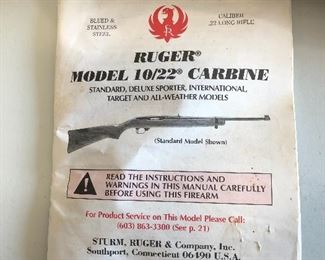 BLUED &
STAINLESS
STEEL
CALIBER
.22 LONG RIFLE
R
RUGER®
MODEL 10/22® CARBINE
STANDARD, DELUXE SPORTER, INTERNATIONAL,
TARGET AND ALL-WEATHER MODELS
(Standard Model Shown)
READ THE INSTRUCTIONS AND
WARNINGS IN THIS MANUAL CAREFULLY
BEFORE USING THIS FIREARM
For Product Service on This Model Please Call:
(603) 863-3300 (See p. 21)
STURM, RUGER & Company, Inc.
Southport, Connecticut 06490 U.S.A.